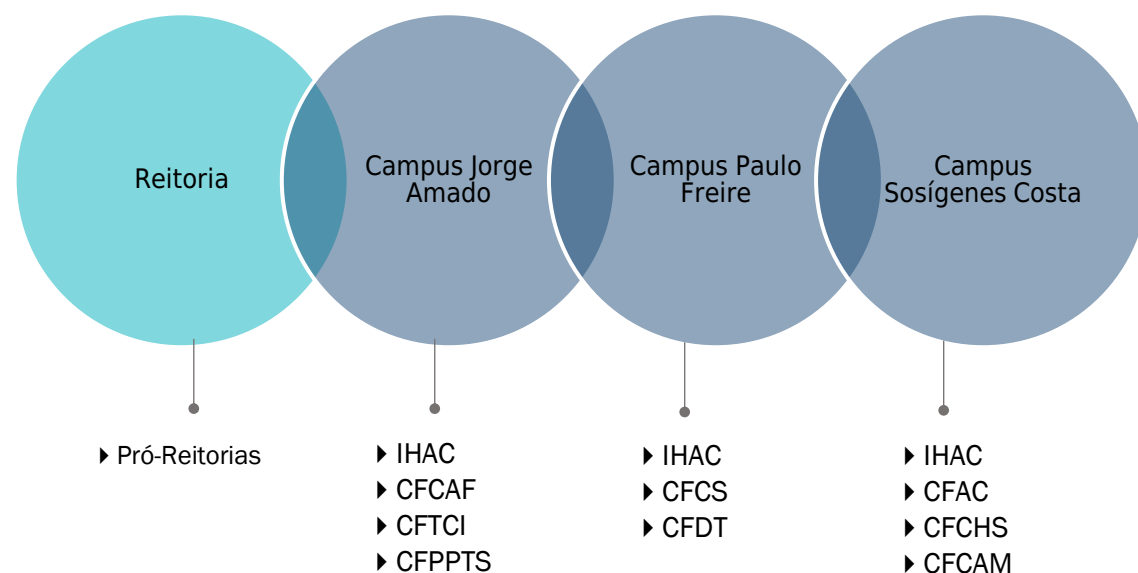 Reitoria
Campus Jorge
Amado
Campus Paulo
Freire
Campus
Sosígenes Costa
Pró-Reitorias
IHAC
CFCAF
CFTCI
CFPPTS
IHAC
CFCS
CFDT
IHAC
CFAC
CFCHS
CFCAM